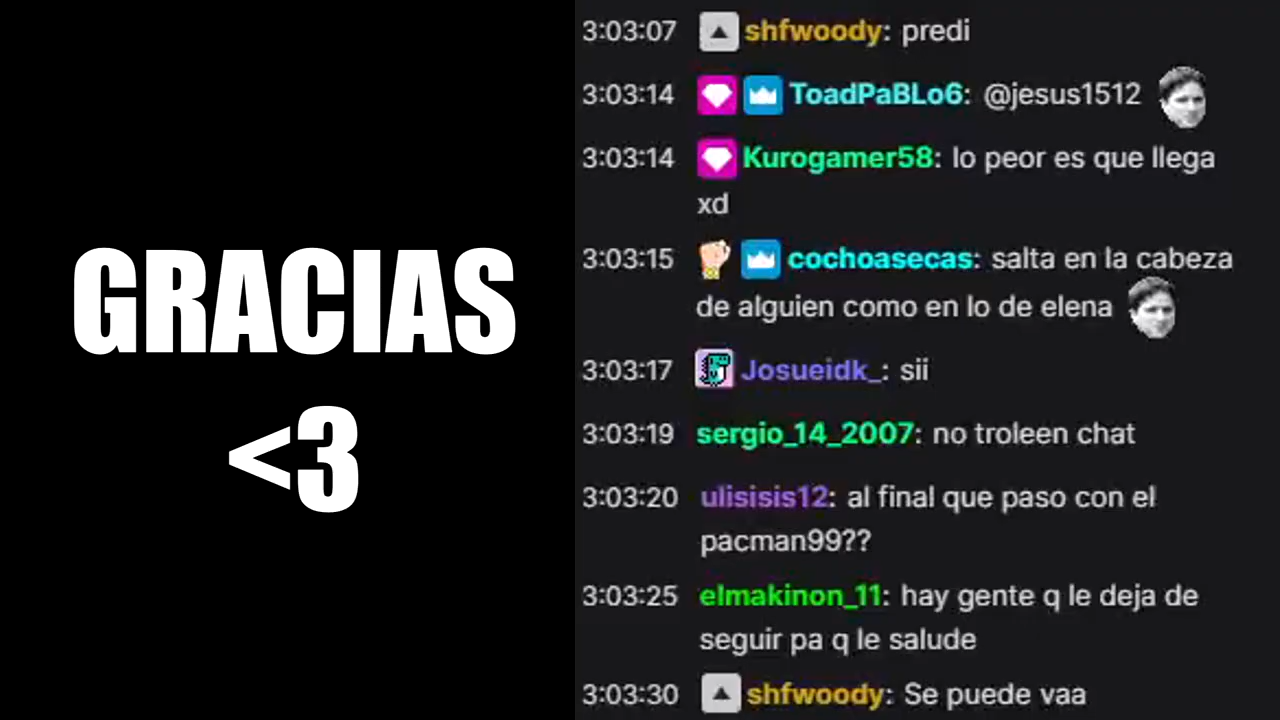 GRACIAS
<3
3:03:07 shfwoody: predi
3:03:14 ToadPaBLo6: @jesus1512
3:03:14 Kurogamer58: lo peor es que llega
xd
3:03:15 cochoasecas: salta en la cabeza
de alguien como en lo de elena
3:03:17 Josueidk_: sii
3:03:19 sergio_14_2007: no troleen chat
3:03:20 ulisisis12: al final que paso con el
pacman99??
3:03:25 elmakinon_11: hay gente q le deja de
seguir pa q le salude
3:03:30 shfwoody: Se puede vaa